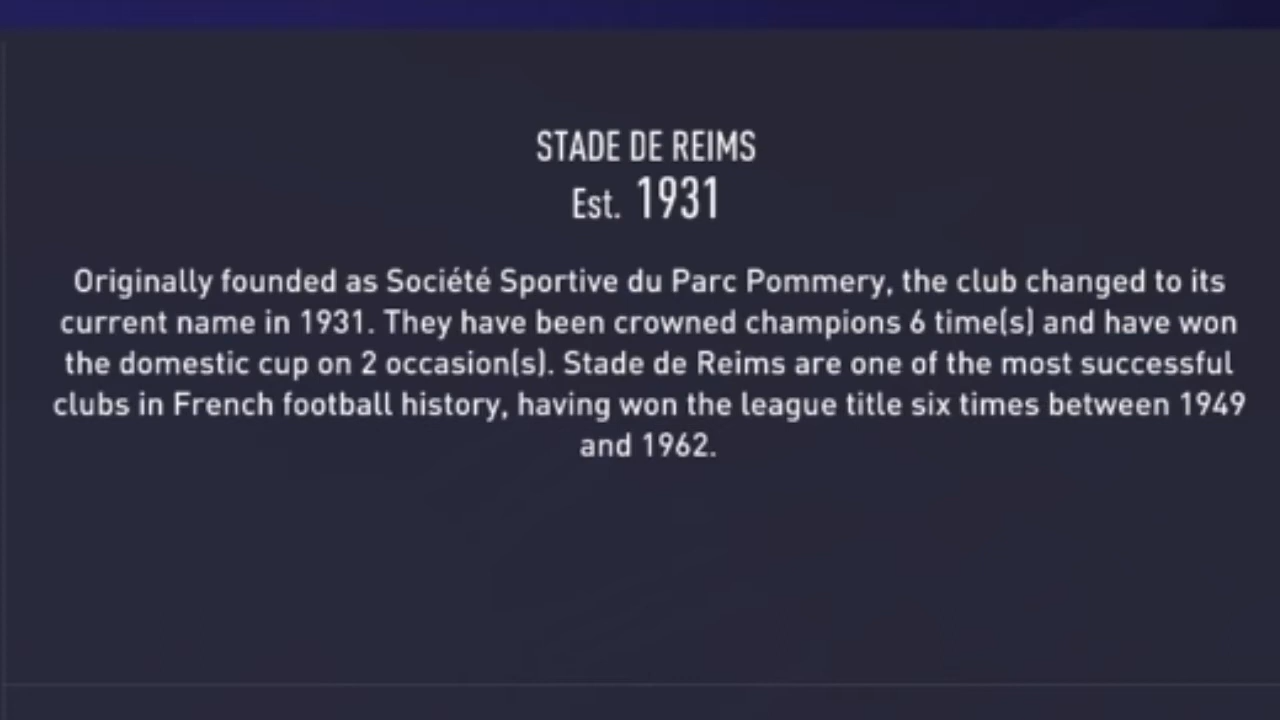 STADE DE REIMS
Est. 1931
Originally founded as Société Sportive du Parc Pommery, the club changed to its
current name in 1931. They have been crowned champions 6 time(s) and have won
the domestic cup on 2 occasion(s). Stade de Reims are one of the most successful
clubs in French football history, having won the league title six times between 1949
and 1962.